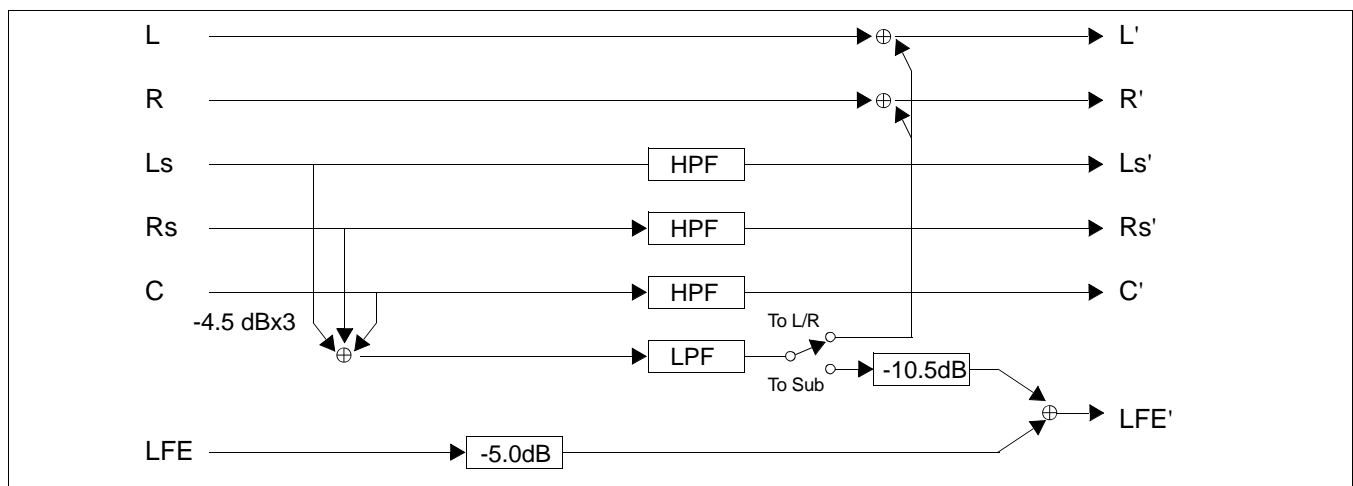 L
L'
R
R'
Ls
HPF
Ls'
Rs
HPF
Rs'
C
HPF
C'
-4.5 dBx3
To L/R
LPF
To Sub
-10.5dB
LFE'
LFE
-5.0dB